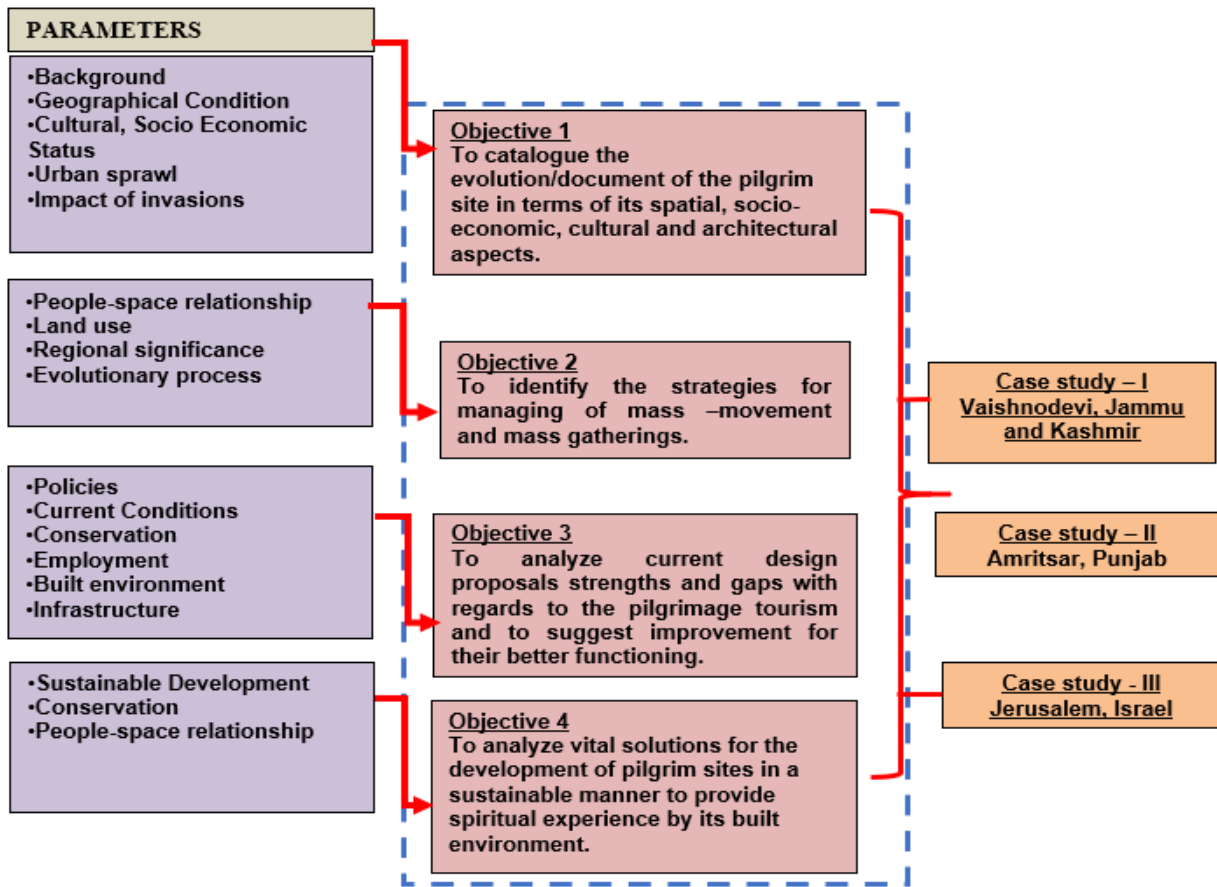 PARAMETERS
•Background
•Geographical Condition
•Cultural, Socio Economic
Status
•Urban sprawl
•Impact of invasions
•People-space relationship
•Land use
•Regional significance
•Evolutionary process
•Policies
•Current Conditions
•Conservation
•Employment
•Built environment
•Infrastructure
•Sustainable Development
•Conservation
•People-space relationship
Objective 1
To catalogue the
evolution/document of the pilgrim
site in terms of its spatial, socio-
economic, cultural and architectural
aspects.
Objective 2
To identify the strategies for
managing of mass –movement
and mass gatherings.
Objective 3
To analyze current design
proposals strengths and gaps with
regards to the pilgrimage tourism
and to suggest improvement for
their better functioning.
Objective 4
To analyze vital solutions for the
development of pilgrim sites in a
sustainable manner to provide
spiritual experience by its built
environment.
Case study – I
Vaishnodevi, Jammu
and Kashmir
Case study – II
Amritsar, Punjab
Case study - III
Jerusalem, Israel